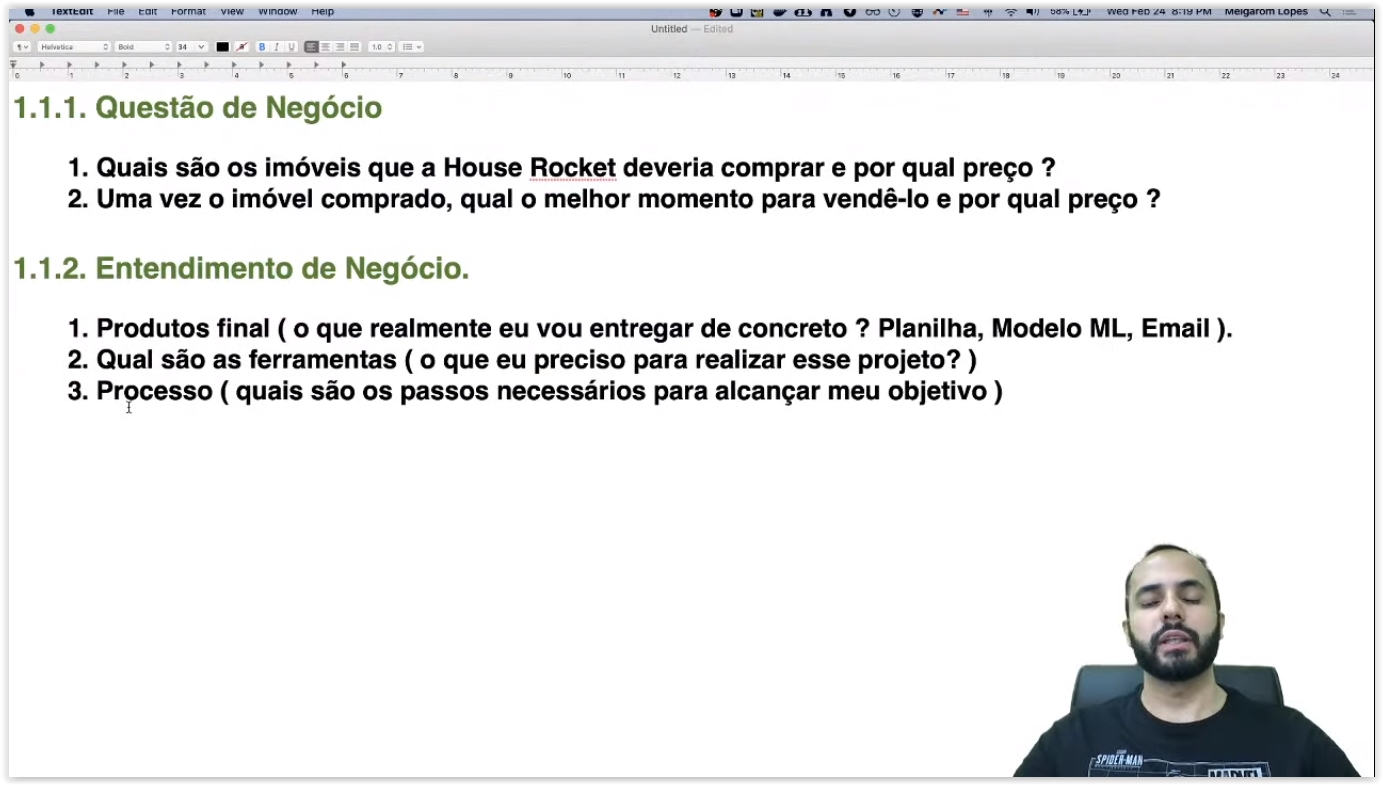 TextEdit File Edit Format View Window Help 58% Wed Feb 24 8:19 PM Meigarom Lopes
Untitled — Edited
Helvetica Bold 34 B I U 1.0
0 1 2 3 4 5 6 7 8 9 10 11 12 13 14 15 16 17 18 19 20 21 22 23 24
1.1.1. Questão de Negócio
1. Quais são os imóveis que a House Rocket deveria comprar e por qual preço ?
2. Uma vez o imóvel comprado, qual o melhor momento para vendê-lo e por qual preço ?
1.1.2. Entendimento de Negócio.
1. Produtos final ( o que realmente eu vou entregar de concreto ? Planilha, Modelo ML, Email ).
2. Qual são as ferramentas ( o que eu preciso para realizar esse projeto? )
3. Processo ( quais são os passos necessários para alcançar meu objetivo )
SPIDER-MAN
MARVEL